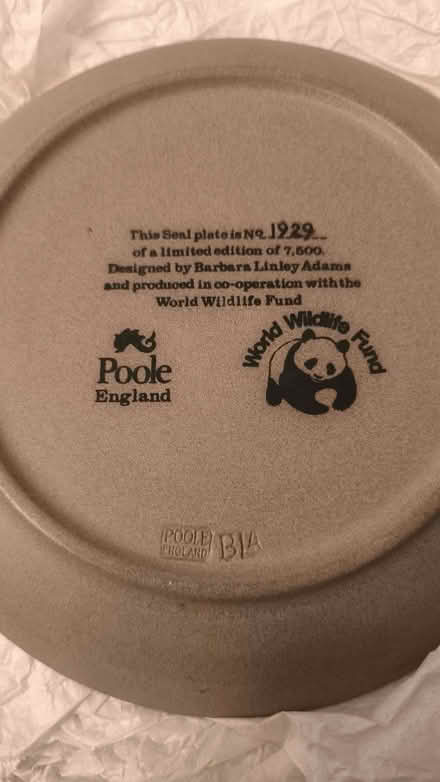 This Seal plate is No 1929
of a limited edition of 7,500.
Designed by Barbara Linley Adams
and produced in co-operation with the
World Wildlife Fund
Poole
England
World Wildlife Fund
POOLE
ENGLAND
BLA